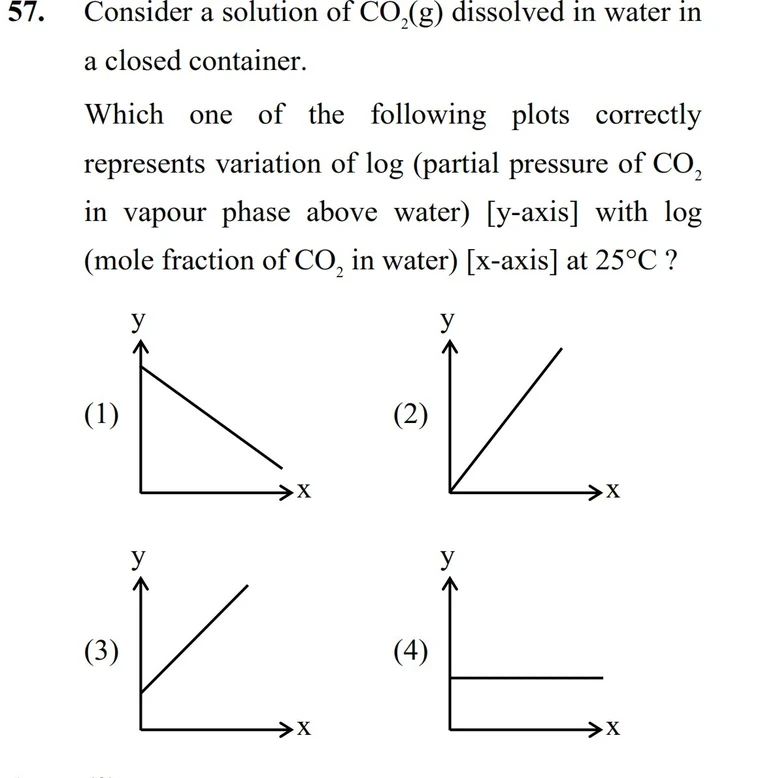 57. Consider a solution of CO₂(g) dissolved in water in
a closed container.
Which one of the following plots correctly
represents variation of log (partial pressure of CO₂
in vapour phase above water) [y-axis] with log
(mole fraction of CO₂ in water) [x-axis] at 25°C ?
y y
(1) (2)
x x
y y
(3) (4)
x x